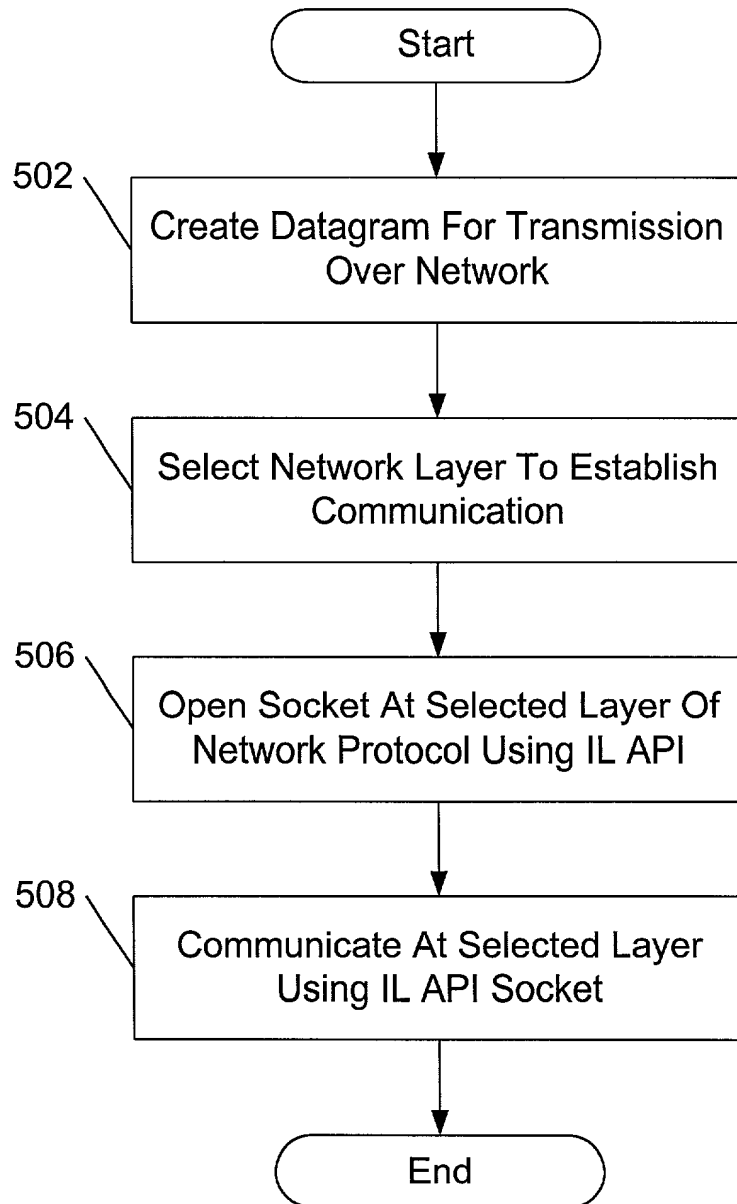 Start
502
Create Datagram For Transmission
Over Network
504
Select Network Layer To Establish
Communication
506
Open Socket At Selected Layer Of
Network Protocol Using IL API
508
Communicate At Selected Layer
Using IL API Socket
End